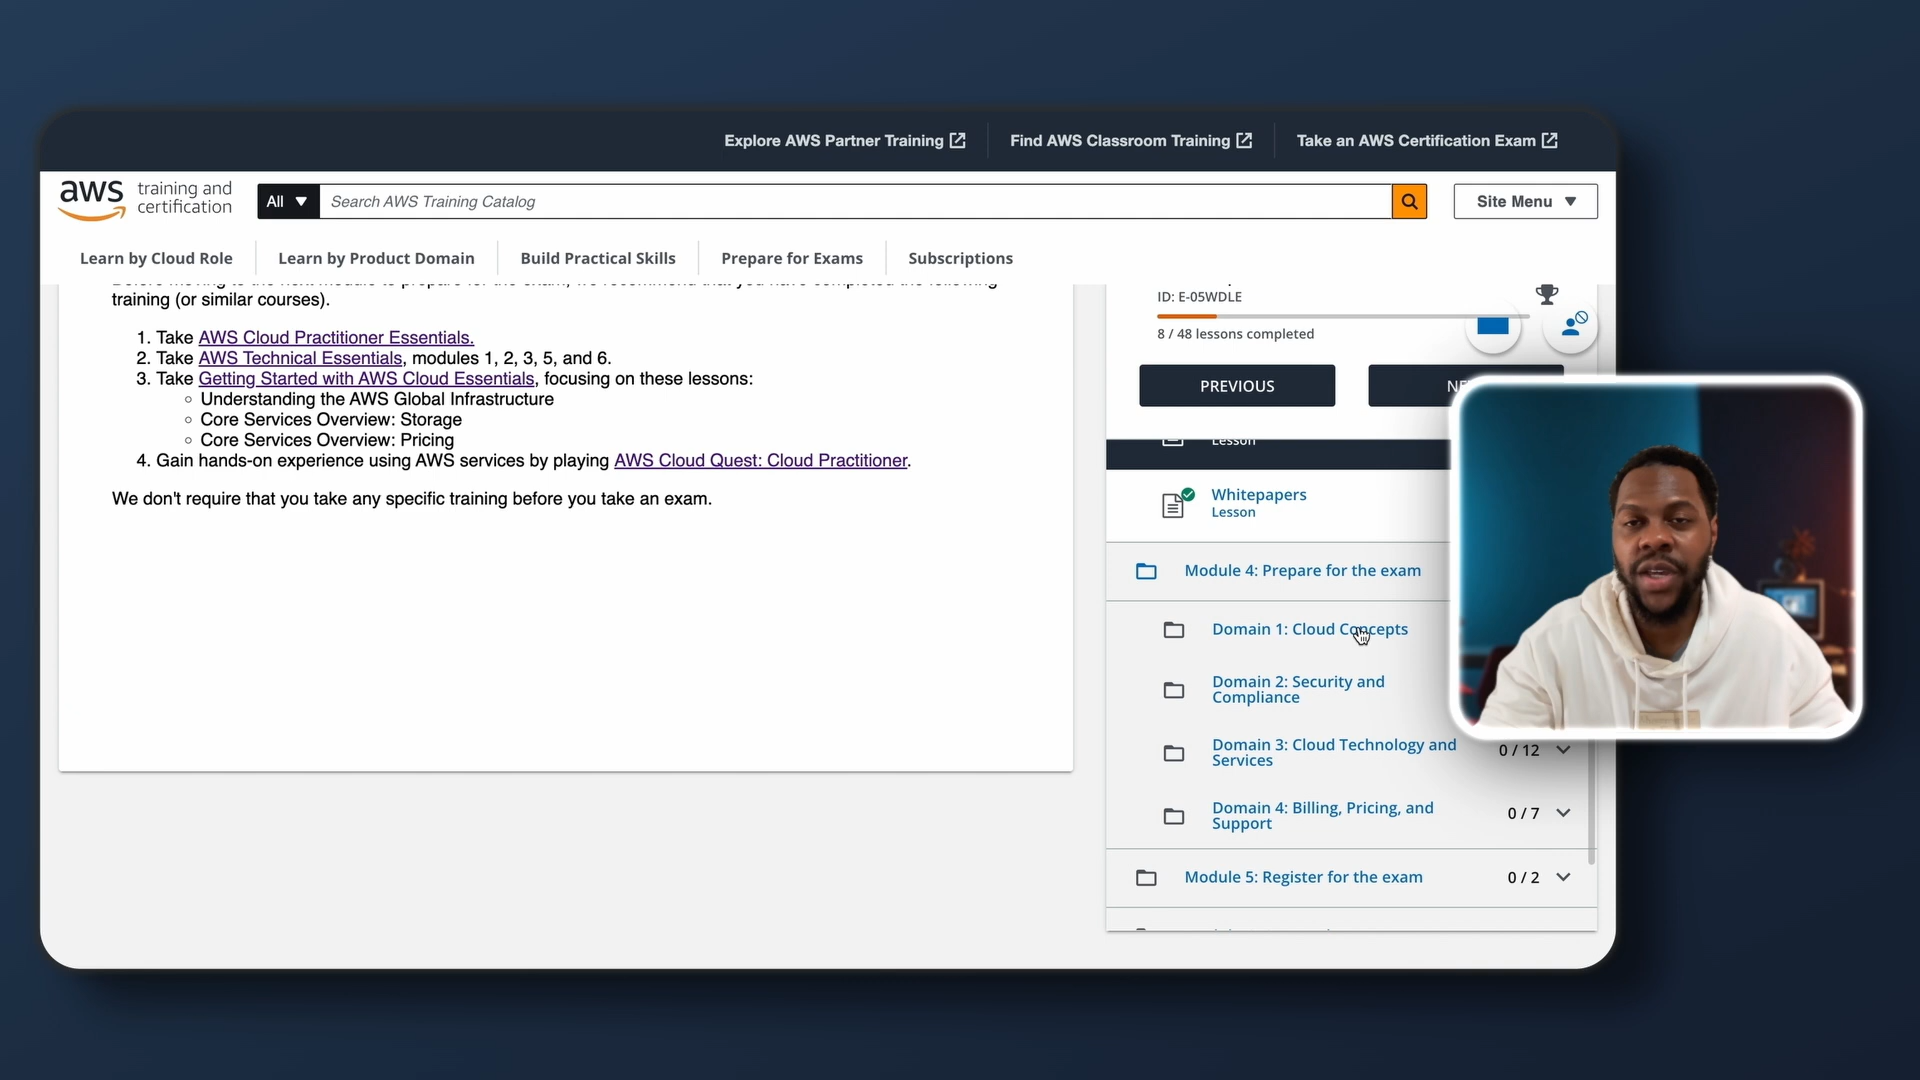 Explore AWS Partner Training
Find AWS Classroom Training
Take an AWS Certification Exam
aws training and certification
All
Search AWS Training Catalog
Site Menu
Learn by Cloud Role
Learn by Product Domain
Build Practical Skills
Prepare for Exams
Subscriptions
training (or similar courses).
1. Take AWS Cloud Practitioner Essentials.
2. Take AWS Technical Essentials, modules 1, 2, 3, 5, and 6.
3. Take Getting Started with AWS Cloud Essentials, focusing on these lessons:
Understanding the AWS Global Infrastructure
Core Services Overview: Storage
Core Services Overview: Pricing
4. Gain hands-on experience using AWS services by playing AWS Cloud Quest: Cloud Practitioner.
We don't require that you take any specific training before you take an exam.
ID: E-05WDLE
8 / 48 lessons completed
PREVIOUS
Lesson
Whitepapers
Lesson
Module 4: Prepare for the exam
Domain 1: Cloud Concepts
Domain 2: Security and
Compliance
Domain 3: Cloud Technology and
Services
0 / 12
Domain 4: Billing, Pricing, and
Support
0 / 7
Module 5: Register for the exam
0 / 2